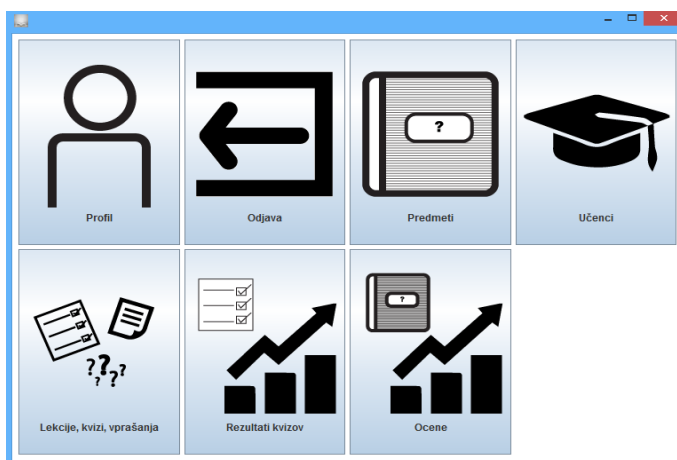 Profil
Odjava
?
Predmeti
Učenci
??
? ??
Lekcije, kvizi, vprašanja
Rezultati kvizov
?
Ocene